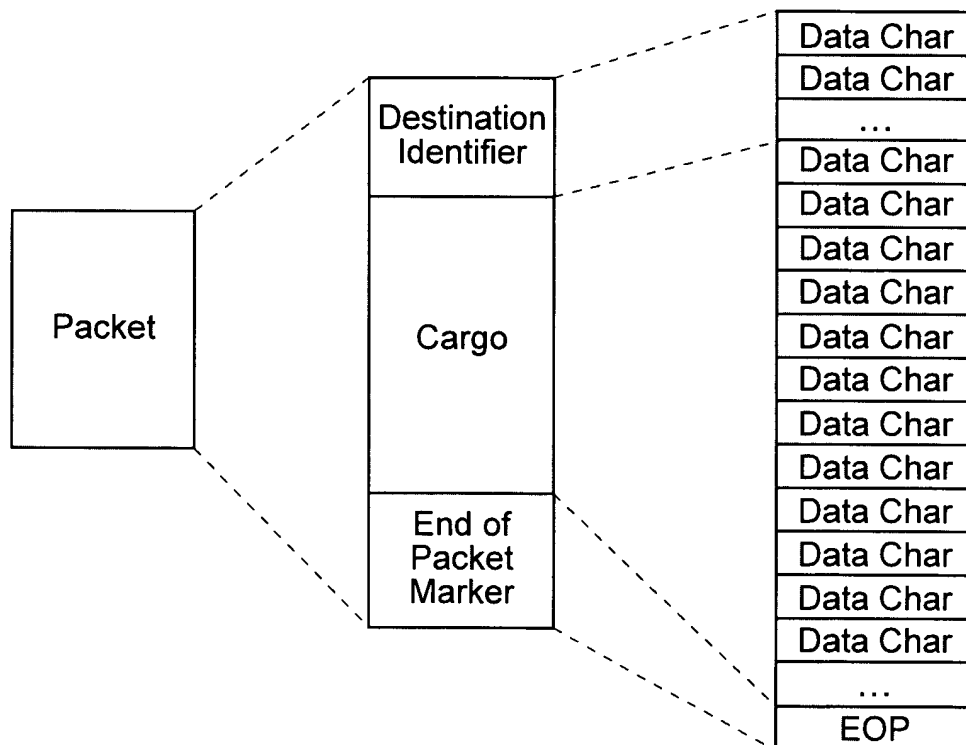 Packet
Destination
Identifier
Cargo
End of
Packet
Marker
Data Char
Data Char
...
Data Char
Data Char
Data Char
Data Char
Data Char
Data Char
Data Char
Data Char
Data Char
Data Char
Data Char
Data Char
...
EOP